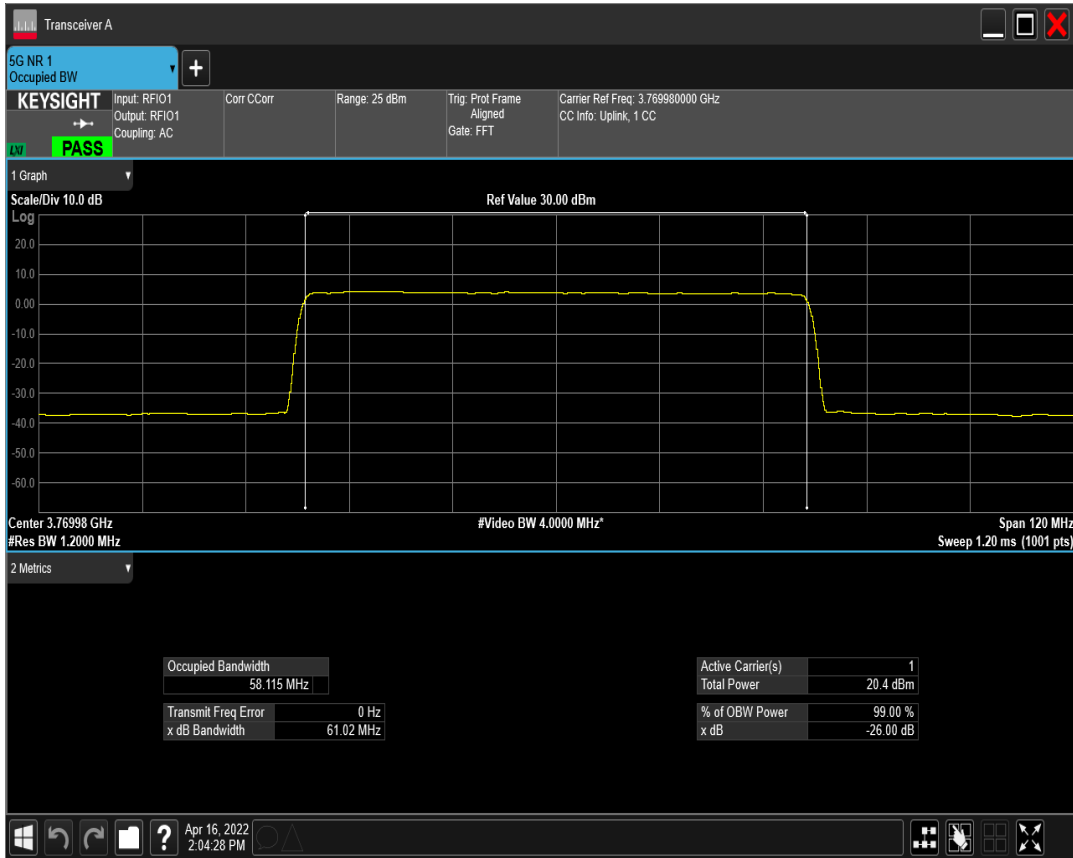 Transceiver A
5G NR 1
Occupied BW
KEYSIGHT
LXI
PASS
Input: RFIO1
Output: RFIO1
Coupling: AC
Corr CCorr
Range: 25 dBm
Trig: Prot Frame
Aligned
Gate: FFT
Carrier Ref Freq: 3.769980000 GHz
CC Info: Uplink, 1 CC
1 Graph
Scale/Div 10.0 dB
Ref Value 30.00 dBm
Log
20.0
10.0
0.00
-10.0
-20.0
-30.0
-40.0
-50.0
-60.0
Center 3.76998 GHz
#Video BW 4.0000 MHz*
Span 120 MHz
#Res BW 1.2000 MHz
Sweep 1.20 ms (1001 pts)
2 Metrics
Occupied Bandwidth
58.115 MHz
Transmit Freq Error 0 Hz
x dB Bandwidth 61.02 MHz
Active Carrier(s) 1
Total Power 20.4 dBm
% of OBW Power 99.00 %
x dB -26.00 dB
?
Apr 16, 2022
2:04:28 PM